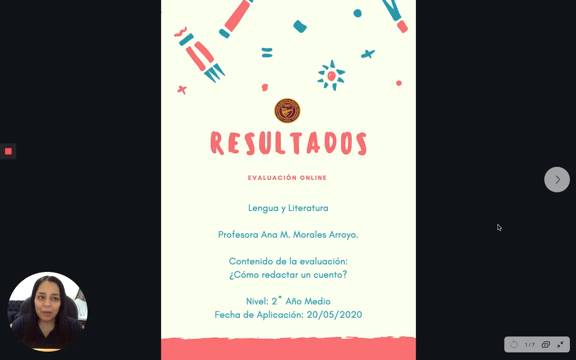 RESULTADOS
EVALUACIÓN ONLINE
Lengua y Literatura
Profesora Ana M. Morales Arroyo.
Contenido de la evaluación:
¿Cómo redactar un cuento?
Nivel: 2° Año Medio
Fecha de Aplicación: 20/05/2020
1/7